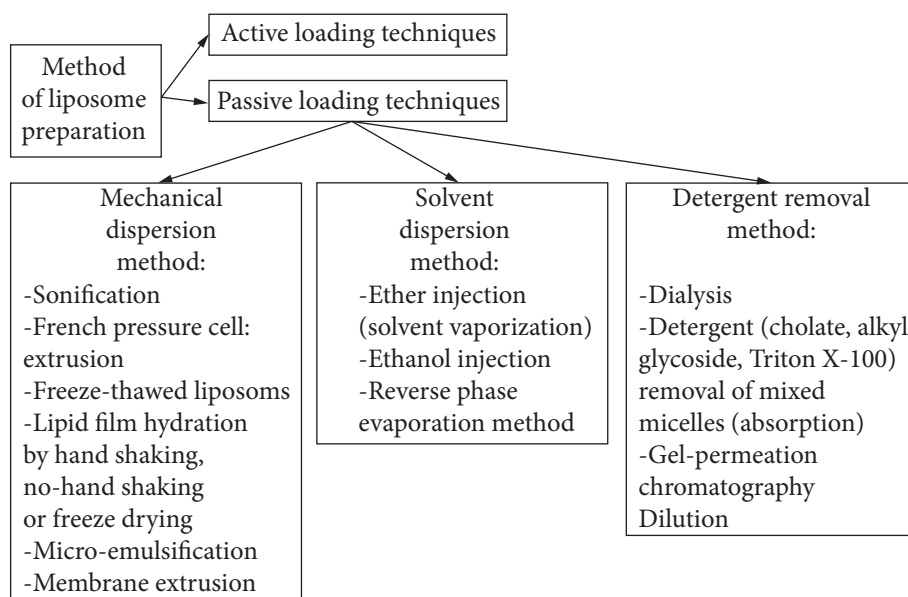 Method
of liposome
preparation
Active loading techniques
Passive loading techniques
Mechanical
dispersion
method:
-Sonification
-French pressure cell:
extrusion
-Freeze-thawed liposoms
-Lipid film hydration
by hand shaking,
no-hand shaking
or freeze drying
-Micro-emulsification
-Membrane extrusion
Solvent
dispersion
method:
-Ether injection
(solvent vaporization)
-Ethanol injection
-Reverse phase
evaporation method
Detergent removal
method:
-Dialysis
-Detergent (cholate, alkyl
glycoside, Triton X-100)
removal of mixed
micelles (absorption)
-Gel-permeation
chromatography
Dilution